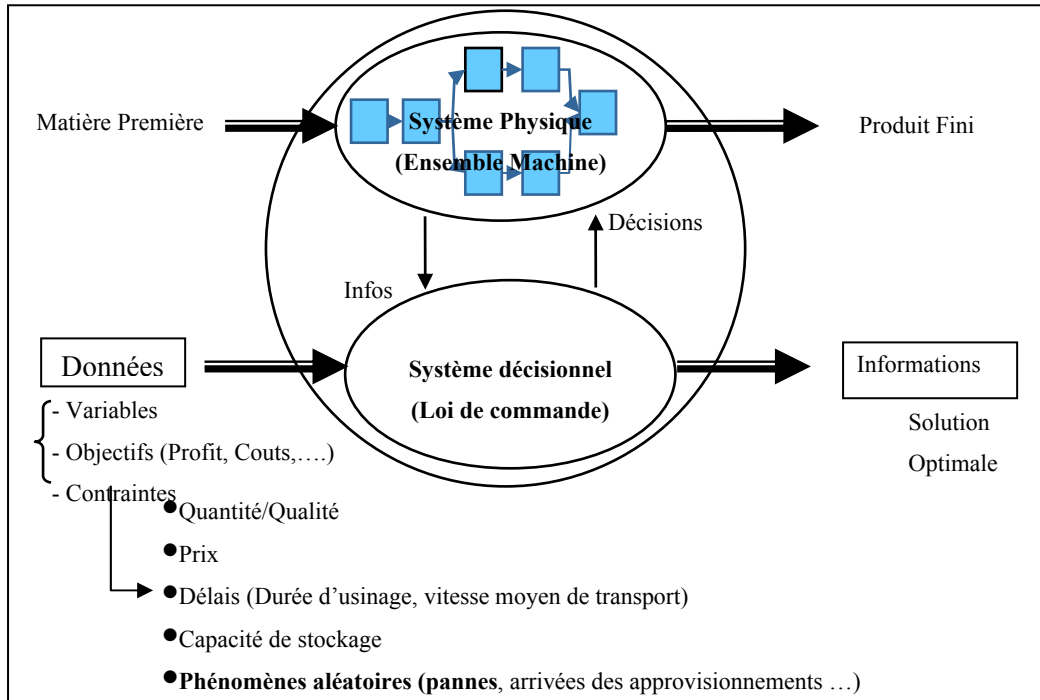 Matière Première
Système Physique
(Ensemble Machine)
Produit Fini
Décisions
Infos
Données
Système décisionnel
(Loi de commande)
Informations
- Variables
- Objectifs (Profit, Couts,….)
- Contraintes
Solution
Optimale
●Quantité/Qualité
●Prix
●Délais (Durée d’usinage, vitesse moyen de transport)
●Capacité de stockage
●Phénomènes aléatoires (pannes, arrivées des approvisionnements …)